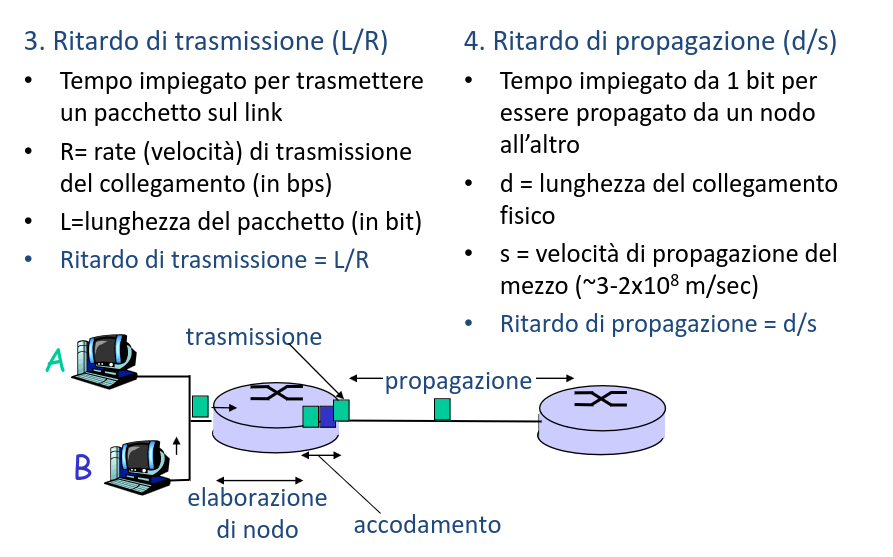 3. Ritardo di trasmissione (L/R)
• Tempo impiegato per trasmettere
un pacchetto sul link
• R= rate (velocità) di trasmissione
del collegamento (in bps)
• L=lunghezza del pacchetto (in bit)
• Ritardo di trasmissione = L/R
4. Ritardo di propagazione (d/s)
• Tempo impiegato da 1 bit per
essere propagato da un nodo
all’altro
• d = lunghezza del collegamento
fisico
• s = velocità di propagazione del
mezzo (~3-2x10⁸ m/sec)
• Ritardo di propagazione = d/s
trasmissione
A
propagazione
B
elaborazione
di nodo
accodamento